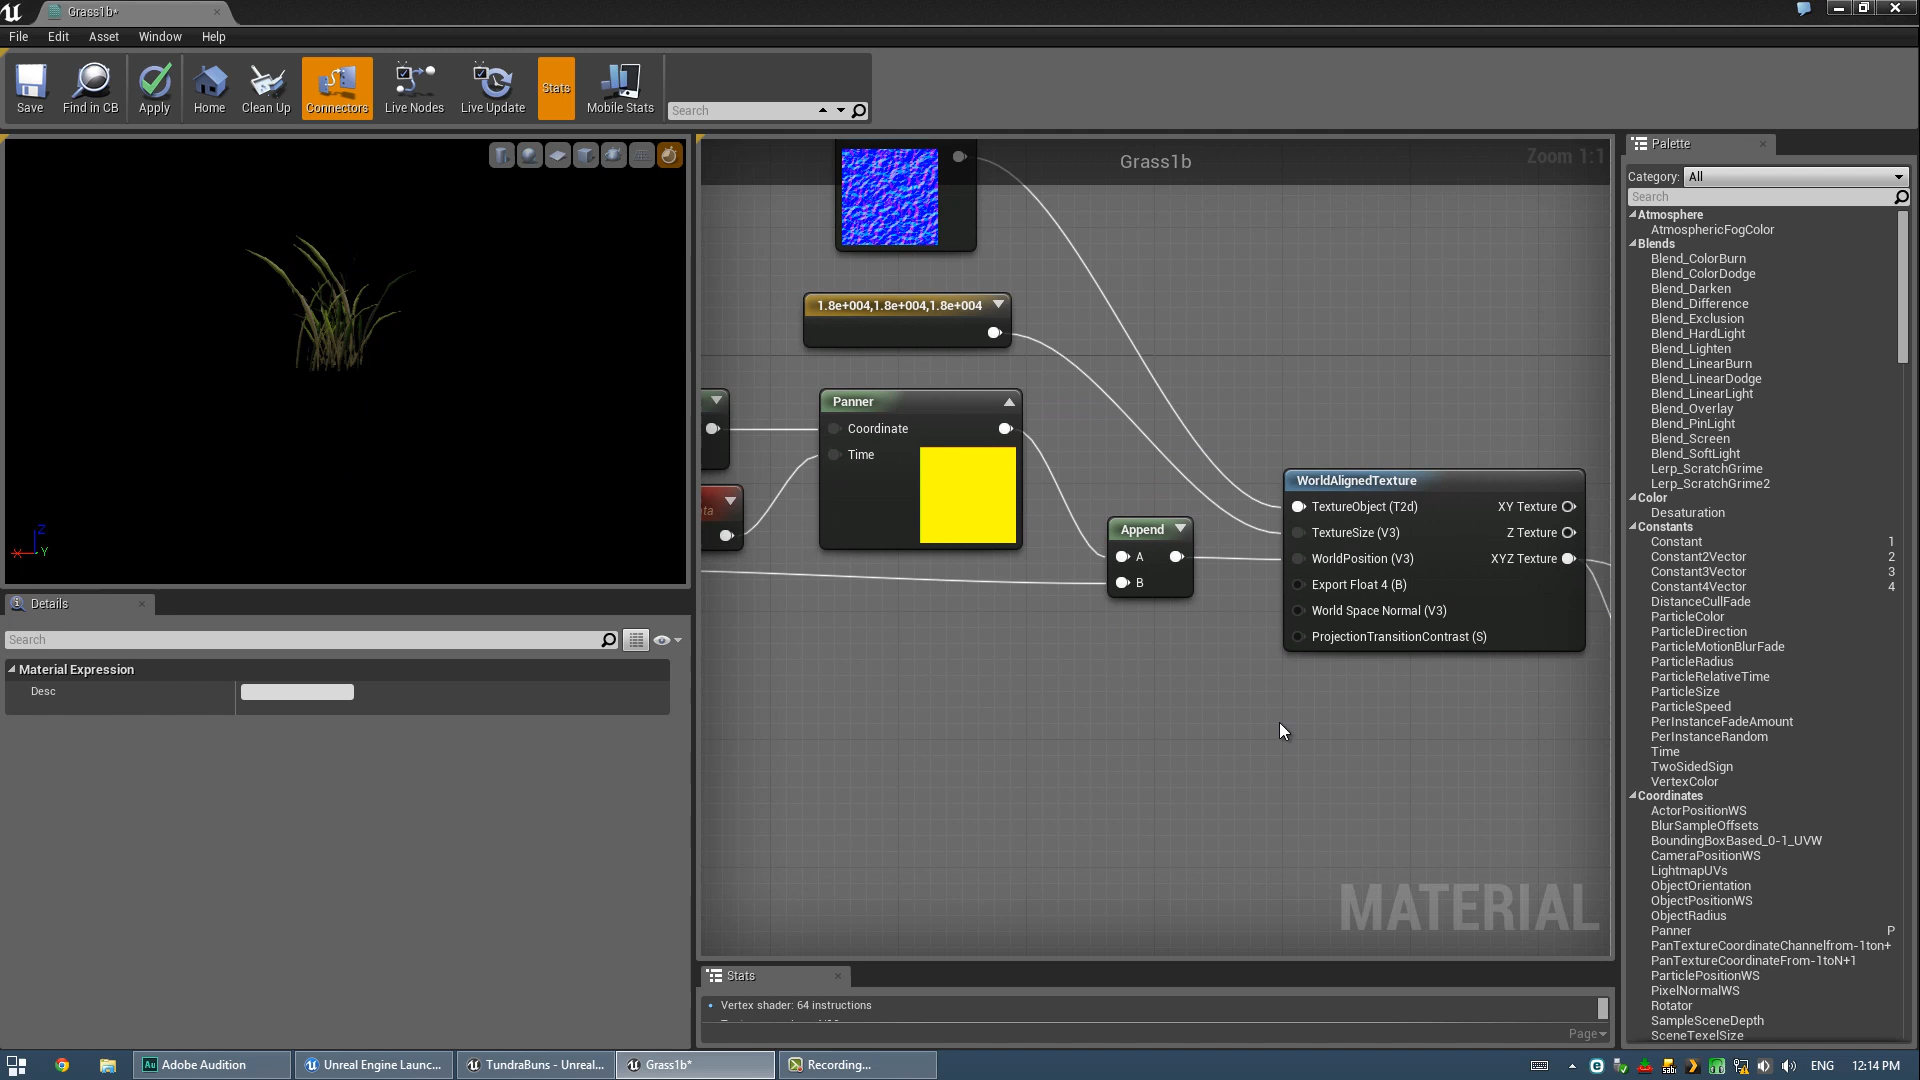 Grass1b*
File Edit Asset Window Help
Save Find in CB Apply Home Clean Up Connectors Live Nodes Live Update Stats Mobile Stats Search
Grass1b
Zoom 1:1
1.8e+004,1.8e+004,1.8e+004
Panner
Coordinate
Time
ta
Append
A
B
WorldAlignedTexture
TextureObject (T2d) XY Texture
TextureSize (V3) Z Texture
WorldPosition (V3) XYZ Texture
Export Float 4 (B)
World Space Normal (V3)
ProjectionTransitionContrast (S)
MATERIAL
Z
X Y
Details
Search
Material Expression
Desc
Stats
Vertex shader: 64 instructions
Page
Palette
Category: All
Search
Atmosphere
AtmosphericFogColor
Blends
Blend_ColorBurn
Blend_ColorDodge
Blend_Darken
Blend_Difference
Blend_Exclusion
Blend_HardLight
Blend_Lighten
Blend_LinearBurn
Blend_LinearDodge
Blend_LinearLight
Blend_Overlay
Blend_PinLight
Blend_Screen
Blend_SoftLight
Lerp_ScratchGrime
Lerp_ScratchGrime2
Color
Desaturation
Constants
Constant 1
Constant2Vector 2
Constant3Vector 3
Constant4Vector 4
DistanceCullFade
ParticleColor
ParticleDirection
ParticleMotionBlurFade
ParticleRadius
ParticleRelativeTime
ParticleSize
ParticleSpeed
PerInstanceFadeAmount
PerInstanceRandom
Time
TwoSidedSign
VertexColor
Coordinates
ActorPositionWS
BlurSampleOffsets
BoundingBoxBased_0-1_UVW
CameraPositionWS
LightmapUVs
ObjectOrientation
ObjectPositionWS
ObjectRadius
Panner P
PanTextureCoordinateChannelfrom-1ton+
PanTextureCoordinateFrom-1toN+1
ParticlePositionWS
PixelNormalWS
Rotator
SampleSceneDepth
SceneTexelSize
Au Adobe Audition Unreal Engine Launc... TundraBuns - Unreal... Grass1b* Recording... ENG 12:14 PM